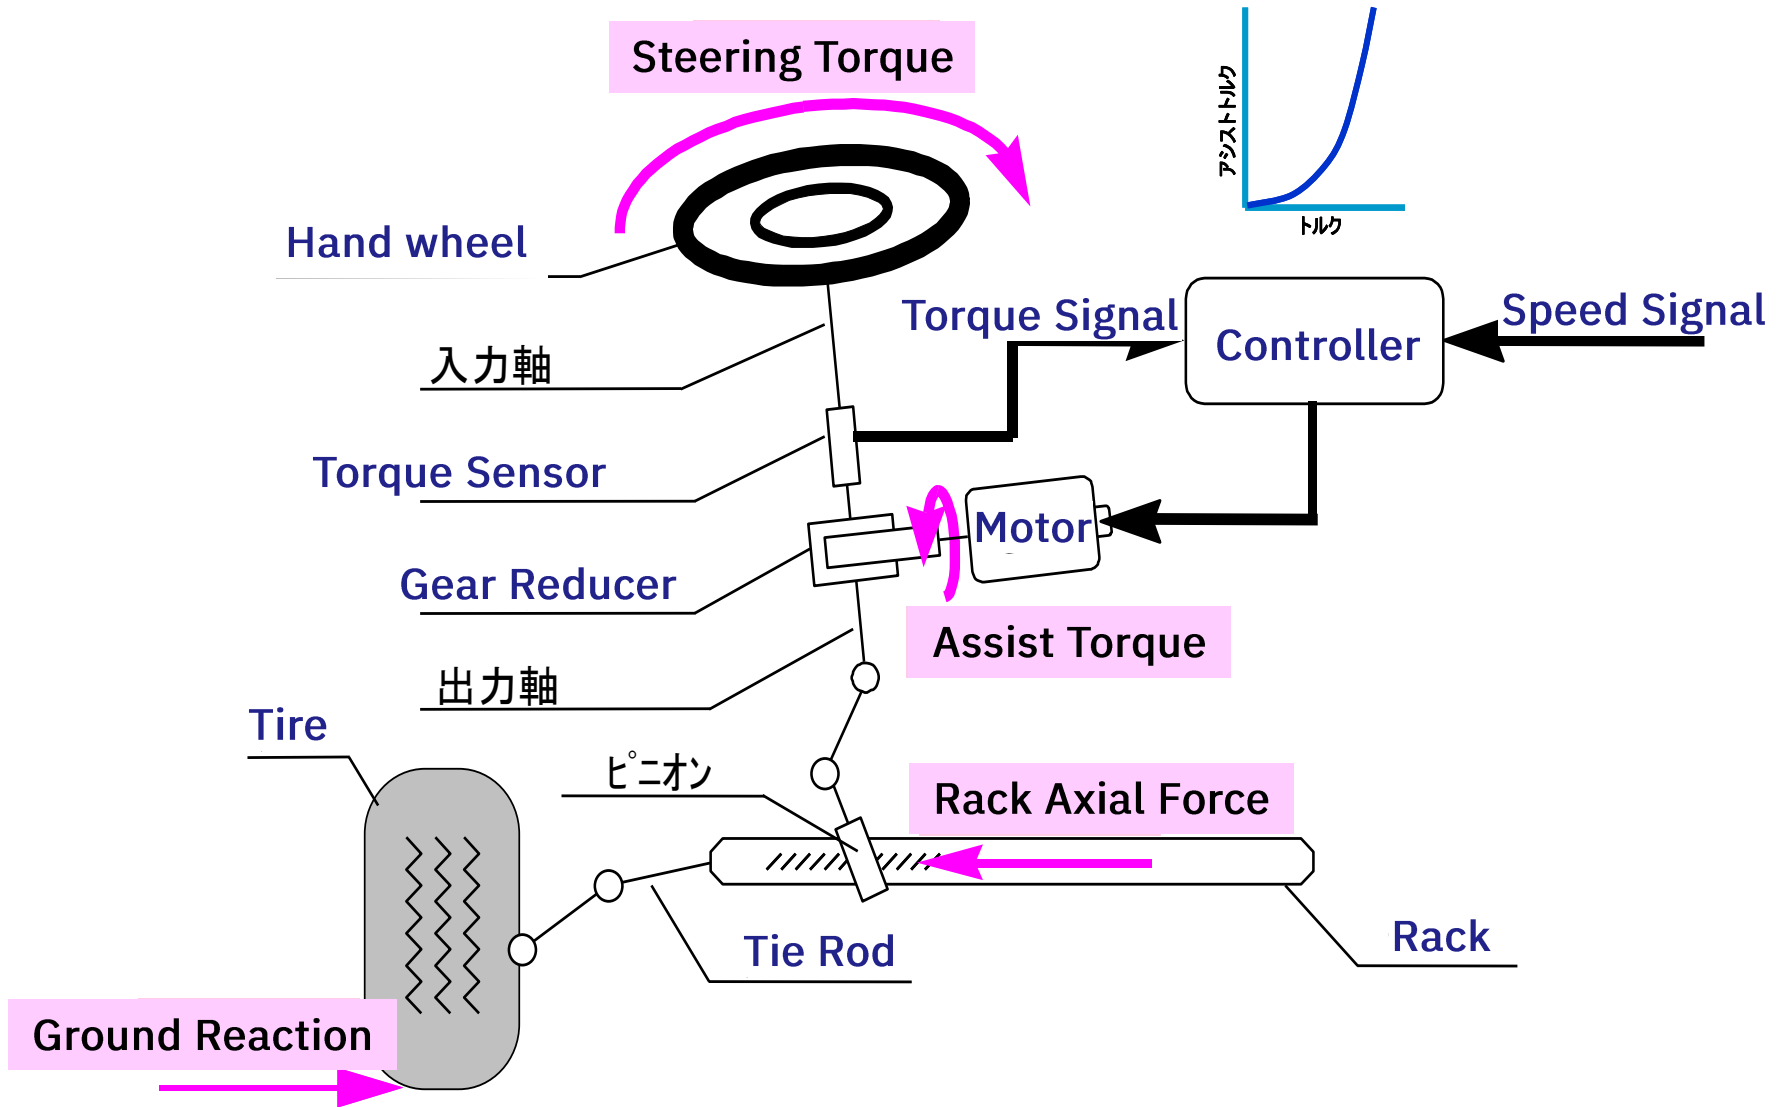 Steering Torque
アシストトルク
トルク
Hand wheel
Torque Signal
Controller
Speed Signal
入力軸
Torque Sensor
Motor
Gear Reducer
Assist Torque
出力軸
Tire
ピニオン
Rack Axial Force
Tie Rod
Rack
Ground Reaction